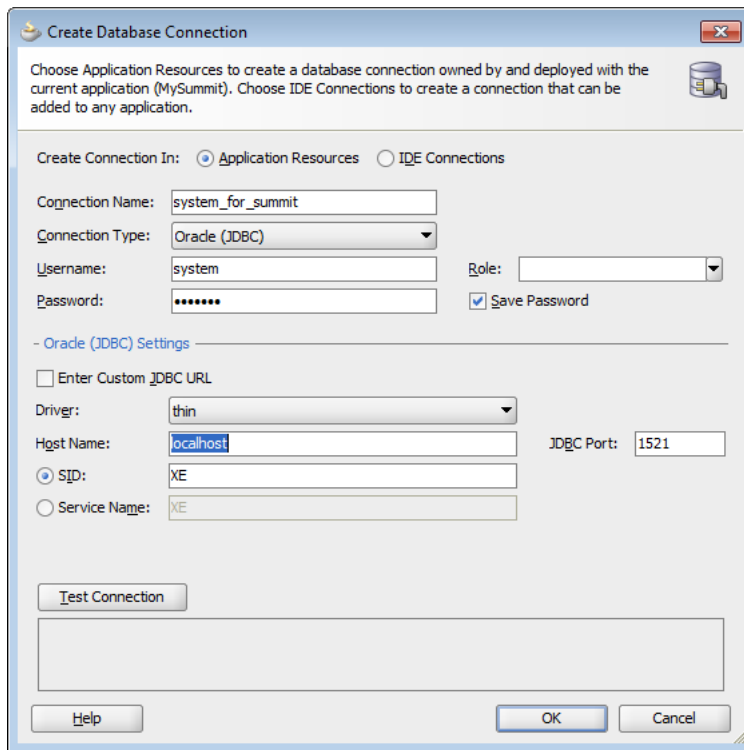 Create Database Connection
Choose Application Resources to create a database connection owned by and deployed with the
current application (MySummit). Choose IDE Connections to create a connection that can be
added to any application.
Create Connection In: Application Resources IDE Connections
Connection Name: system_for_summit
Connection Type: Oracle (JDBC)
Username: system Role:
Password: ••••••• Save Password
Oracle (JDBC) Settings
Enter Custom JDBC URL
Driver: thin
Host Name: localhost JDBC Port: 1521
SID: XE
Service Name: XE
Test Connection
Help OK Cancel